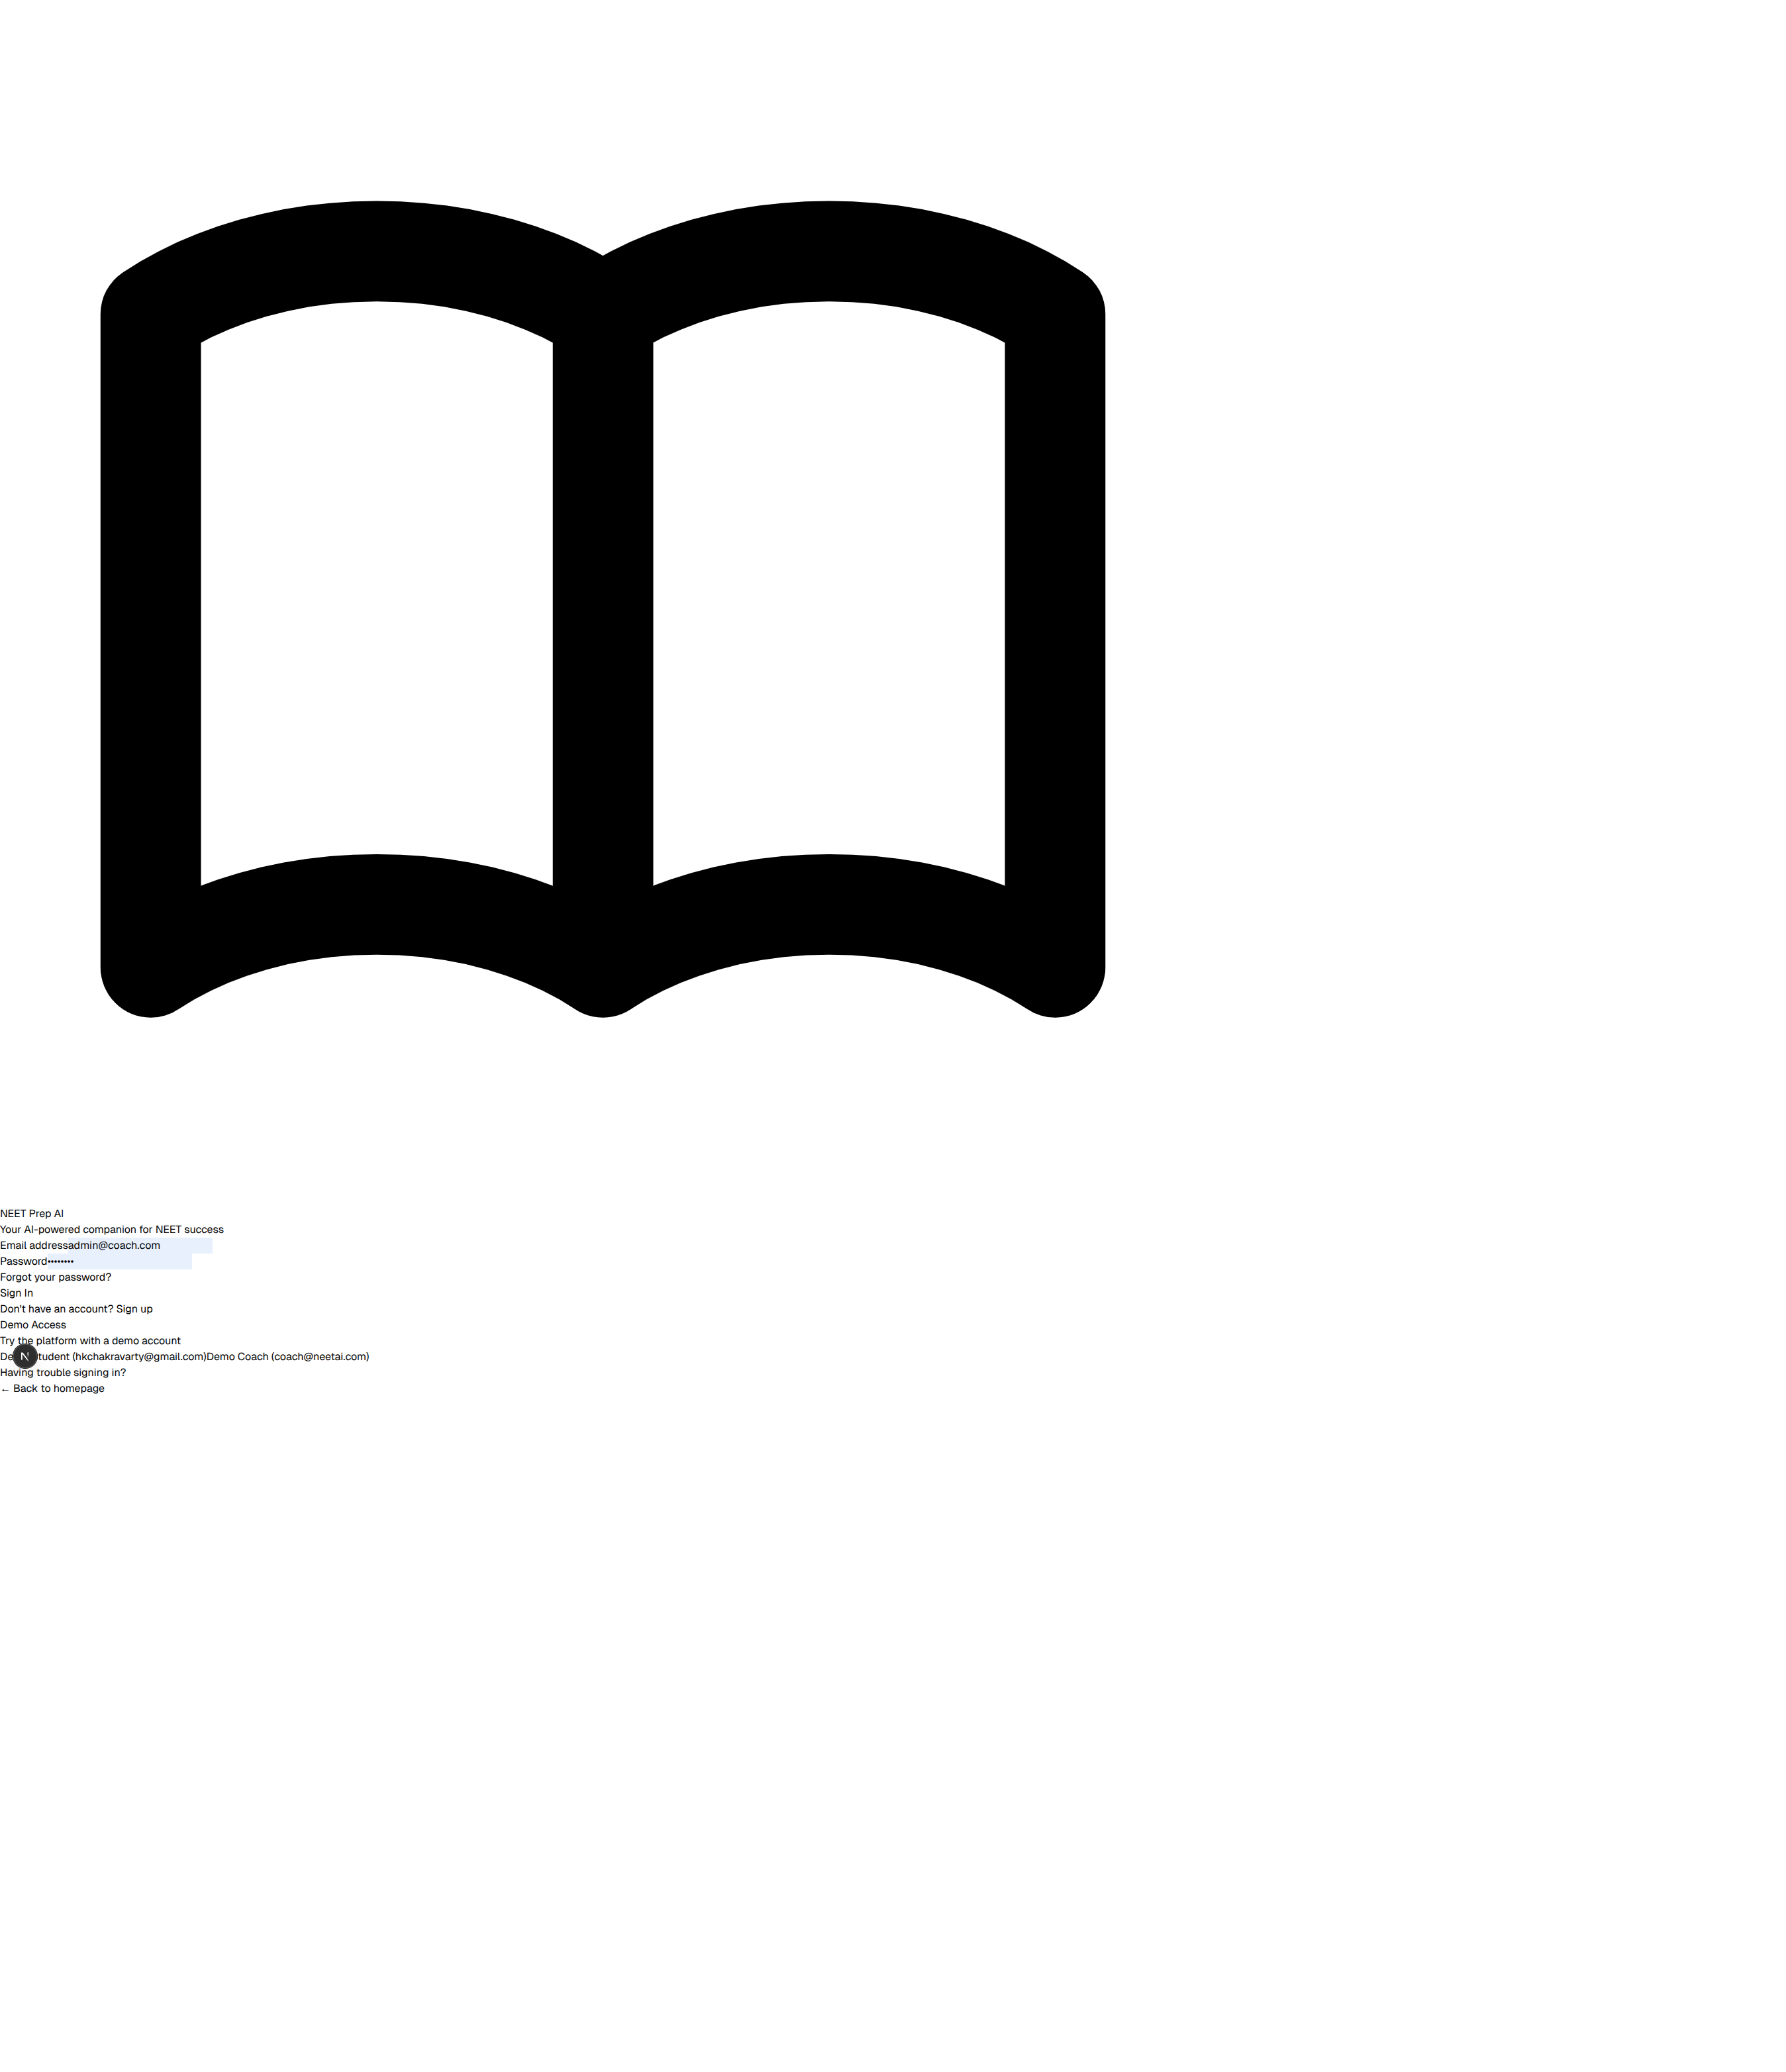 NEET Prep AI
Your AI-powered companion for NEET success
Email addressadmin@coach.com
Password••••••••
Forgot your password?
Sign In
Don't have an account? Sign up
Demo Access
Try the platform with a demo account
De N tudent (hkchakravarty@gmail.com)Demo Coach (coach@neetai.com)
Having trouble signing in?
← Back to homepage